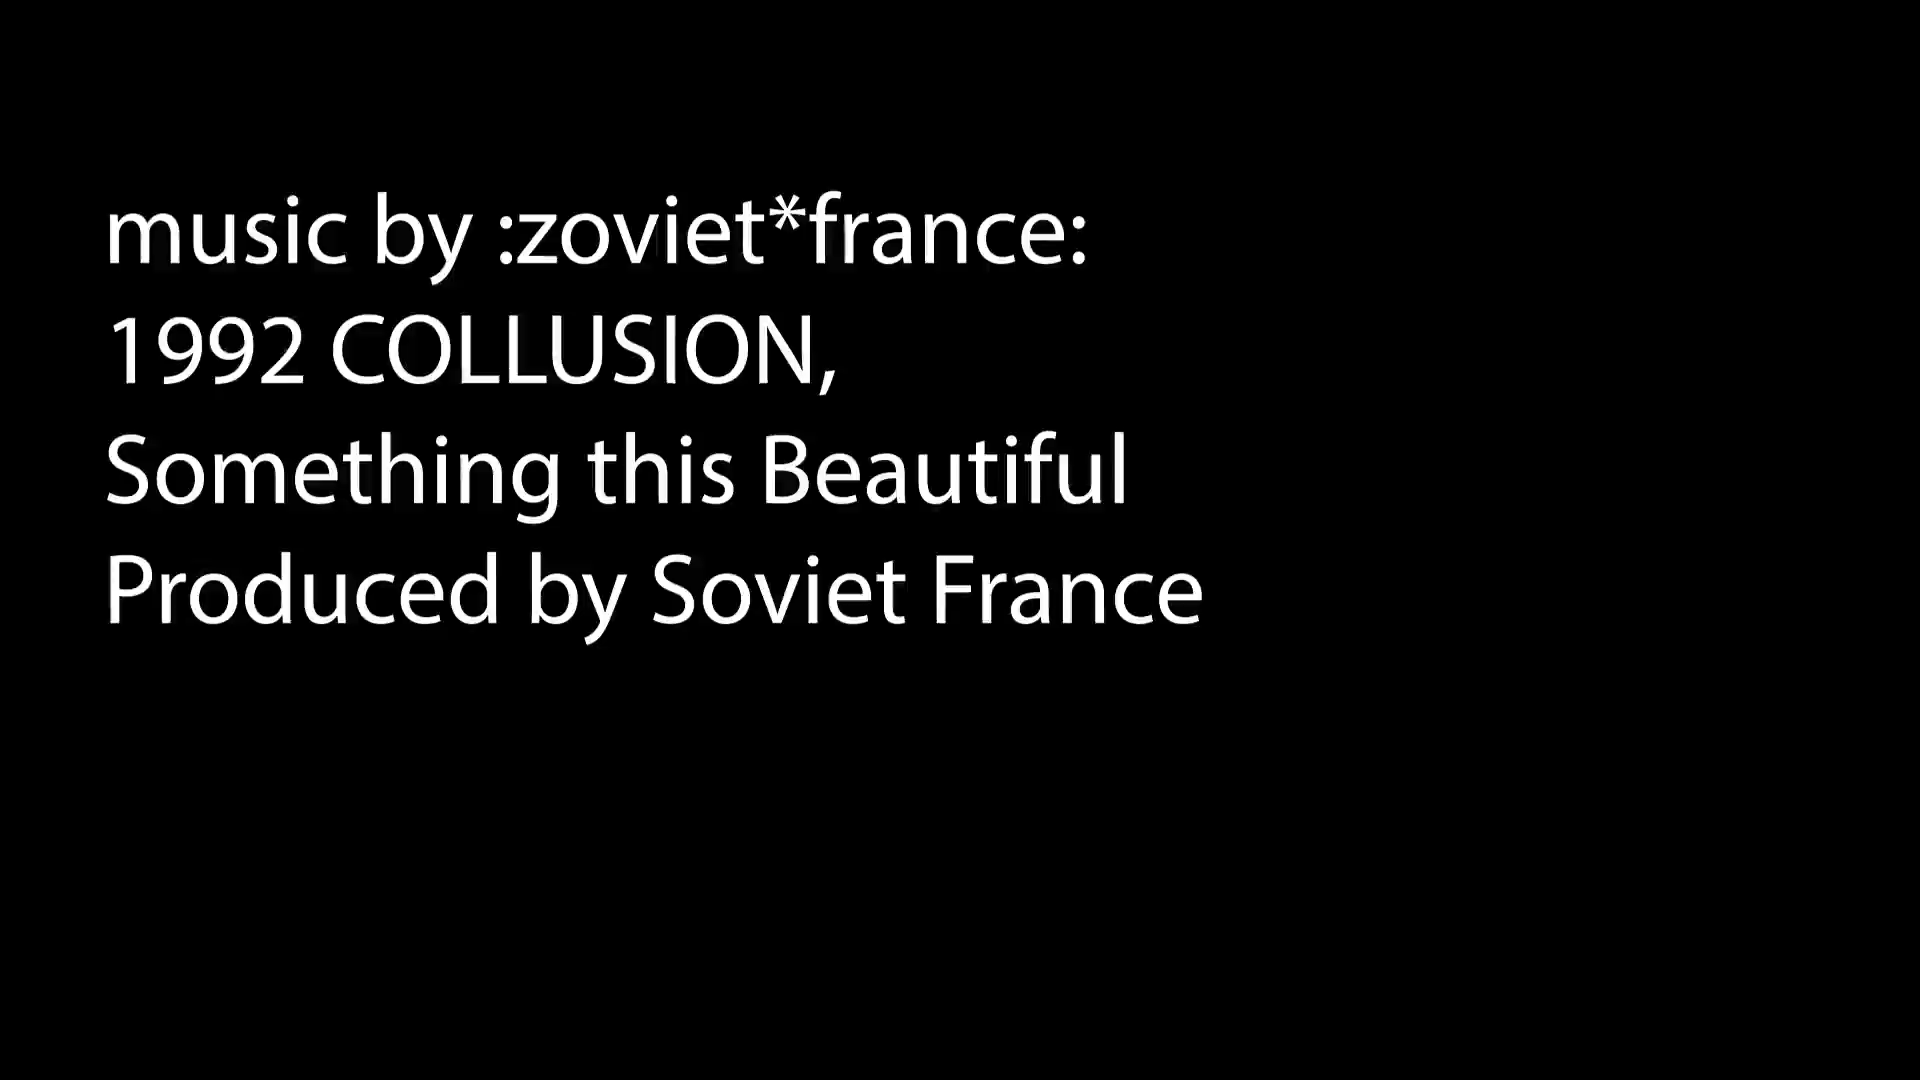 music by :zoviet*france:
1992 COLLUSION,
Something this Beautiful
Produced by Soviet France